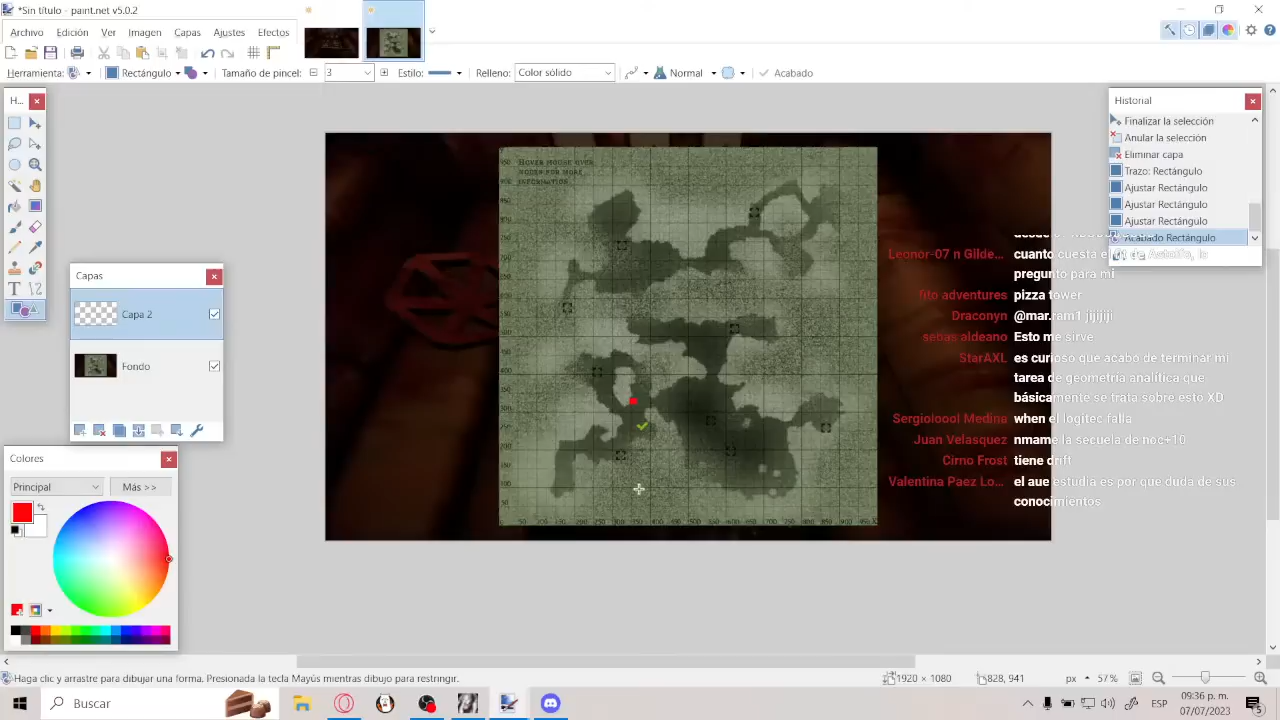 *Sin título - paint.net v5.0.2
Archivo Edición Ver Imagen Capas Ajustes Efectos
Herramienta: Rectángulo Tamaño de pincel: 3 Estilo: Relleno: Color sólido Normal Acabado
H...
Historial
Finalizar la selección
Anular la selección
Eliminar capa
Trazo: Rectángulo
Ajustar Rectángulo
Ajustar Rectángulo
Ajustar Rectángulo
Acabado Rectángulo
Hover mouse over
nodes for more
information
Capas
Capa 2
Fondo
Leonor-07 n Gilde... cuanto cuesta el
pregunto para mi
tito adventures pizza tower
Draconyn @mar.ram1 jijijiji
sebas aldeano Esto me sirve
StarAXL es curioso que acabo de terminar mi
tarea de geometría analítica que
básicamente se trata sobre esto XD
Sergioloool Medina when el logitec falla
Juan Velasquez nmame la secuela de noc+10
Cirno Frost tiene drift
Valentina Paez Lo... el aue estudia es por que duda de sus
conocimientos
Colores
Principal Más >>
Haga clic y arrastre para dibujar una forma. Presionada la tecla Mayús mientras dibujo para restringir. 1920 × 1080 828, 941 px 57%
Buscar
ESP 09:36 p. m.
07/07/2023 5